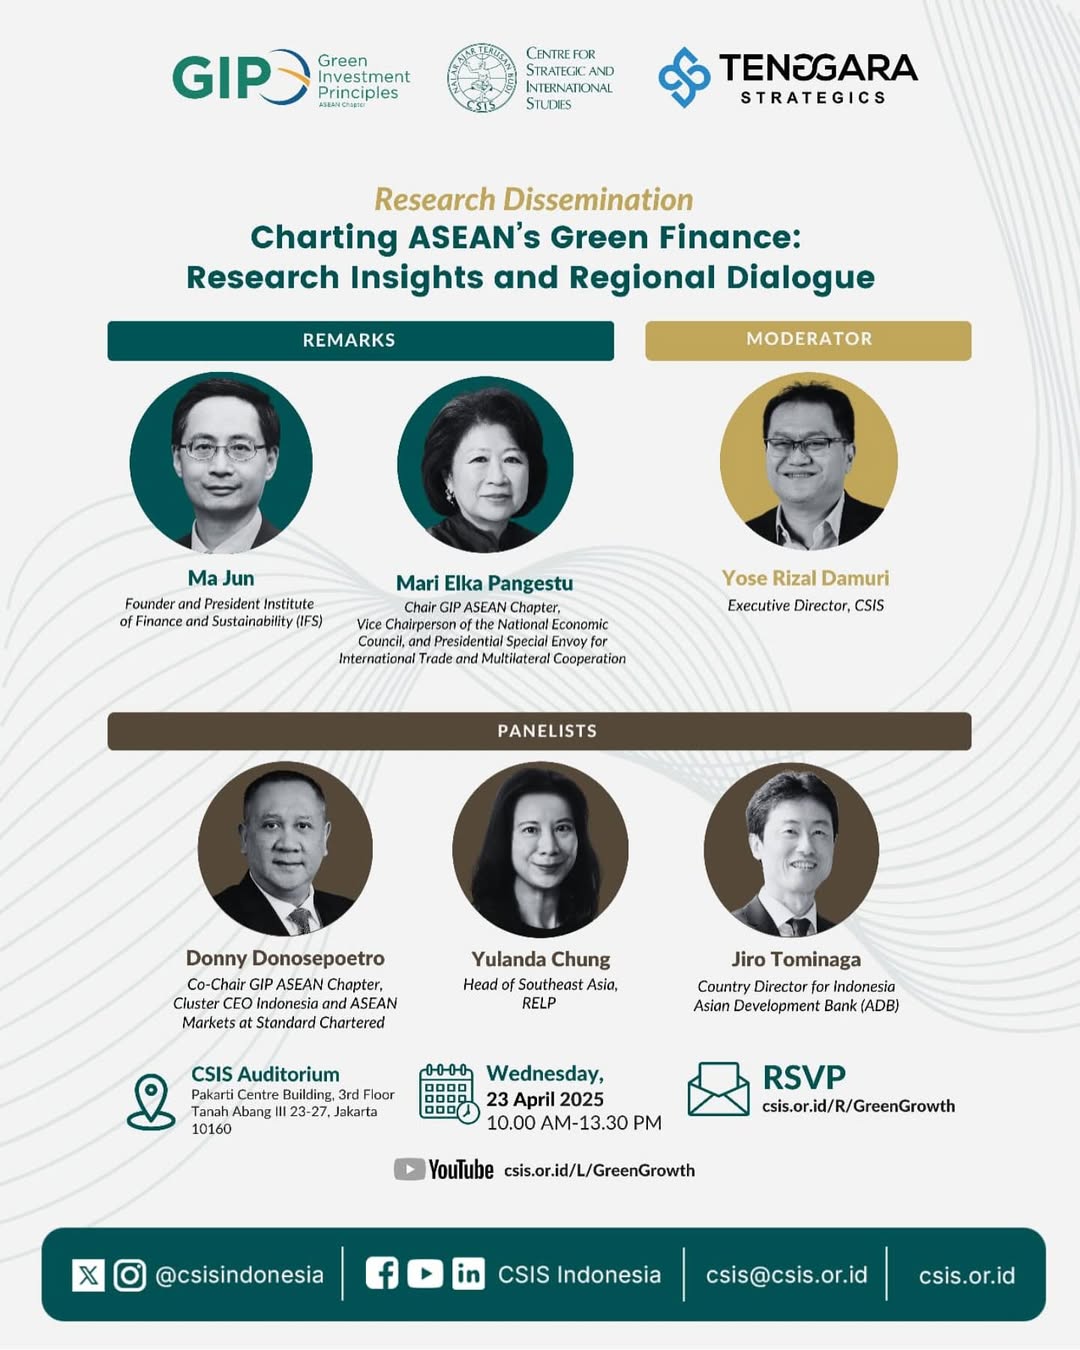 GIP
Green
Investment
Principles
ASEAN Chapter
NALAR AJAR TERUSAN BUDI
CSIS
CENTRE FOR
STRATEGIC AND
INTERNATIONAL
STUDIES
TENGGARA
STRATEGICS
Research Dissemination
Charting ASEAN's Green Finance:
Research Insights and Regional Dialogue
REMARKS
MODERATOR
Ma Jun
Founder and President Institute
of Finance and Sustainability (IFS)
Mari Elka Pangestu
Chair GIP ASEAN Chapter,
Vice Chairperson of the National Economic
Council, and Presidential Special Envoy for
International Trade and Multilateral Cooperation
Yose Rizal Damuri
Executive Director, CSIS
PANELISTS
Donny Donosepoetro
Co-Chair GIP ASEAN Chapter,
Cluster CEO Indonesia and ASEAN
Markets at Standard Chartered
Yulanda Chung
Head of Southeast Asia,
RELP
Jiro Tominaga
Country Director for Indonesia
Asian Development Bank (ADB)
CSIS Auditorium
Pakarti Centre Building, 3rd Floor
Tanah Abang III 23-27, Jakarta
10160
Wednesday,
23 April 2025
10.00 AM-13.30 PM
RSVP
csis.or.id/R/GreenGrowth
YouTube csis.or.id/L/GreenGrowth
@csisindonesia
CSIS Indonesia
csis@csis.or.id
csis.or.id